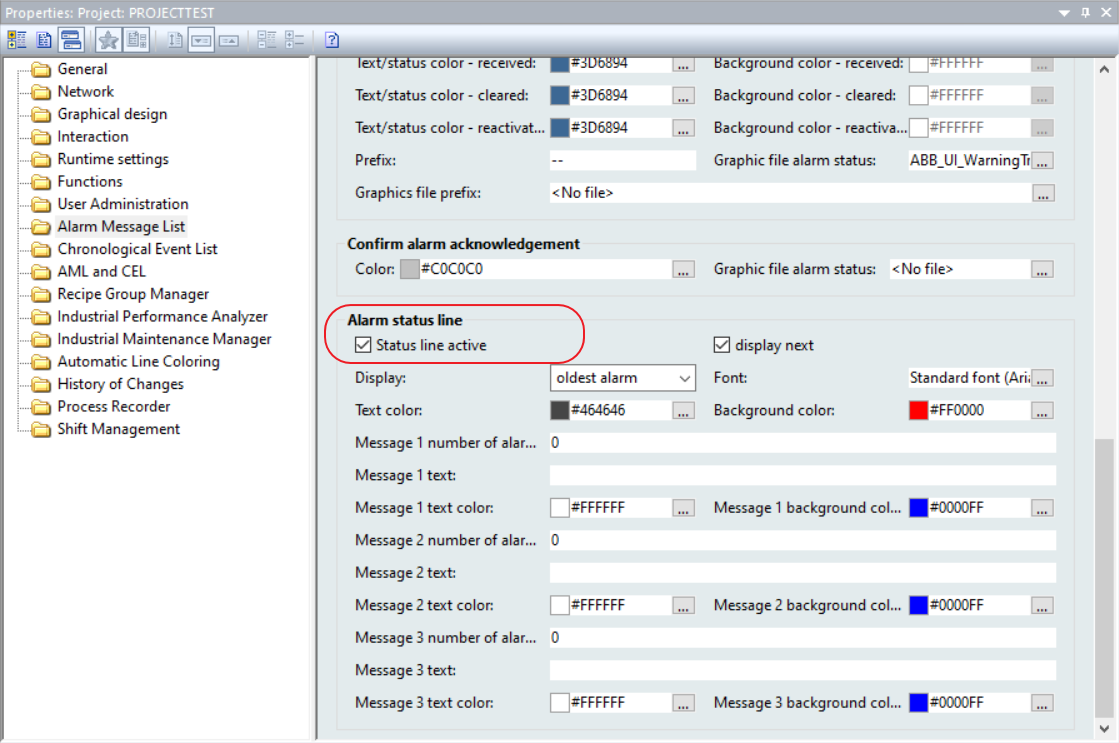 Properties: Project: PROJECTTEST
General
Network
Graphical design
Interaction
Runtime settings
Functions
User Administration
Alarm Message List
Chronological Event List
AML and CEL
Recipe Group Manager
Industrial Performance Analyzer
Industrial Maintenance Manager
Automatic Line Coloring
History of Changes
Process Recorder
Shift Management
Text/status color - received: #3D6894 ... Background color - received: #FFFFFF ...
Text/status color - cleared: #3D6894 ... Background color - cleared: #FFFFFF ...
Text/status color - reactivat... #3D6894 ... Background color - reactiva... #FFFFFF ...
Prefix: -- Graphic file alarm status: ABB_UI_WarningTr ...
Graphics file prefix: <No file> ...
Confirm alarm acknowledgement
Color: #C0C0C0 ... Graphic file alarm status: <No file> ...
Alarm status line
Status line active display next
Display: oldest alarm Font: Standard font (Aria ...
Text color: #464646 ... Background color: #FF0000 ...
Message 1 number of alar... 0
Message 1 text:
Message 1 text color: #FFFFFF ... Message 1 background col... #0000FF ...
Message 2 number of alar... 0
Message 2 text:
Message 2 text color: #FFFFFF ... Message 2 background col... #0000FF ...
Message 3 number of alar... 0
Message 3 text:
Message 3 text color: #FFFFFF ... Message 3 background col... #0000FF ...